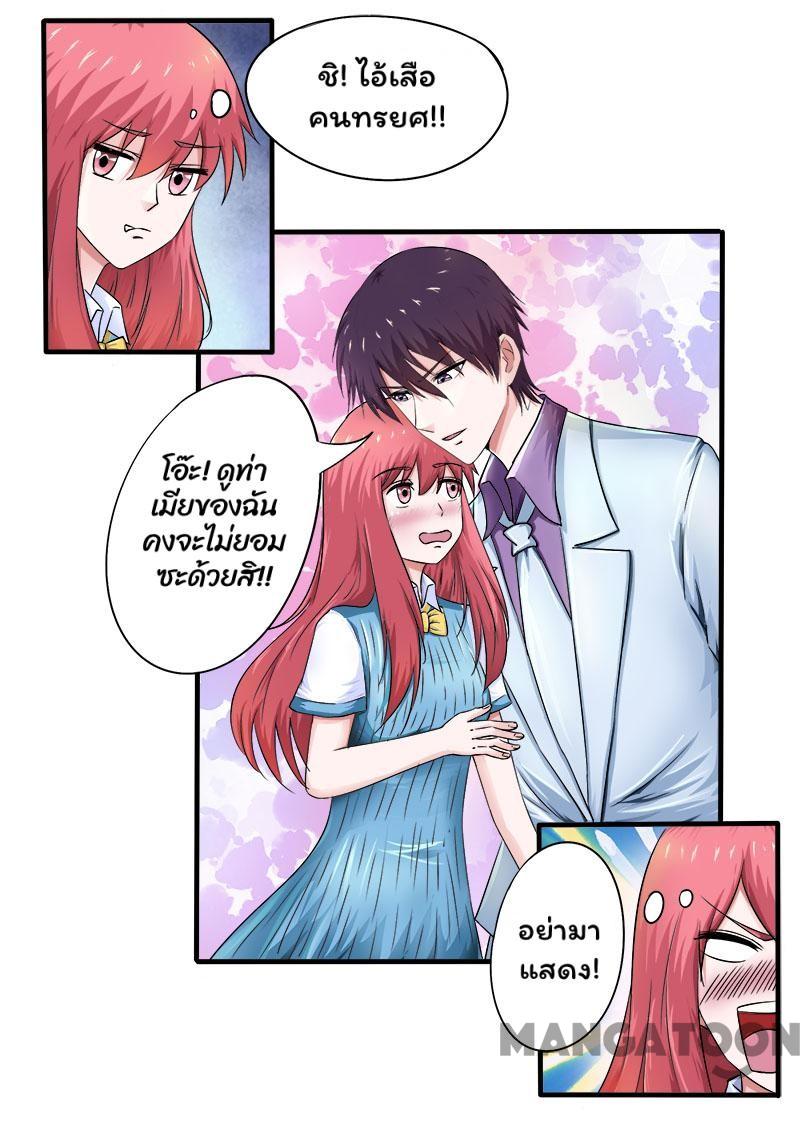 ชิ! ไอ้เสือ
คนทรยศ!!
โอ๊ะ! ดูท่า
เมียของฉัน
คงจะไม่ยอม
ซะด้วยสิ!!
อย่ามา
แสดง!
MANGATOON